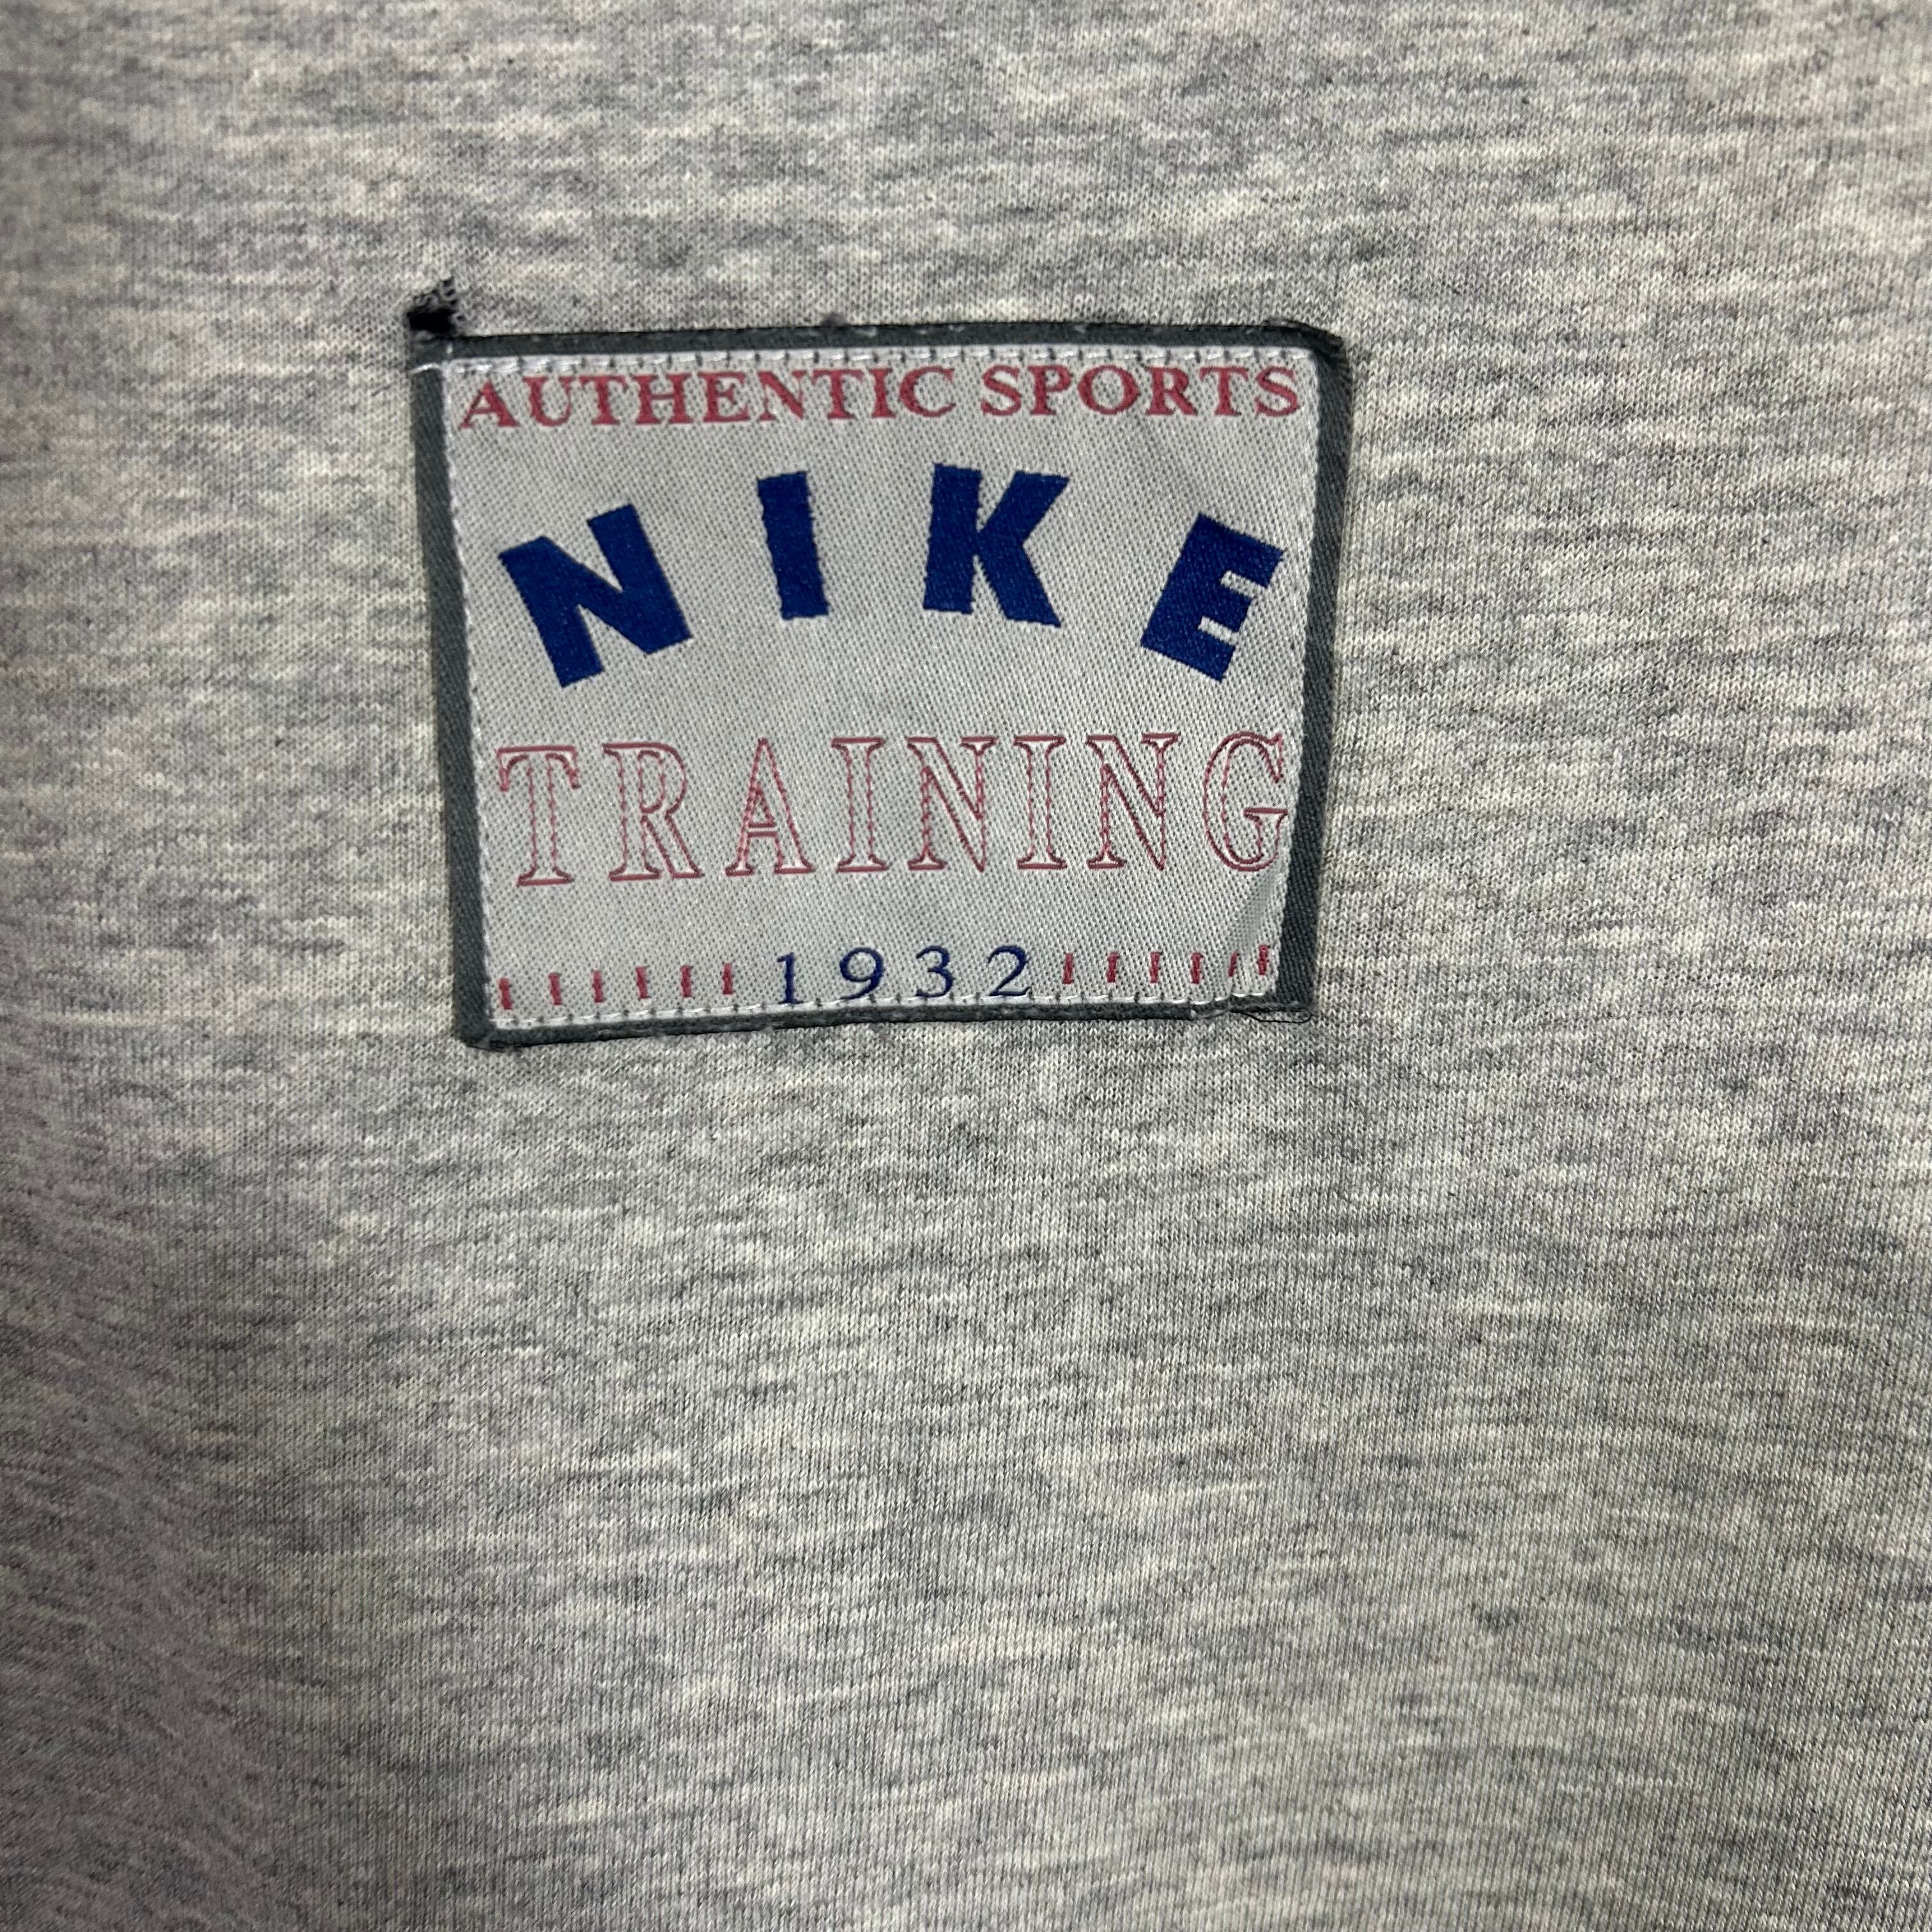 AUTHENTIC SPORTS
NIKE
TRAINING
1932